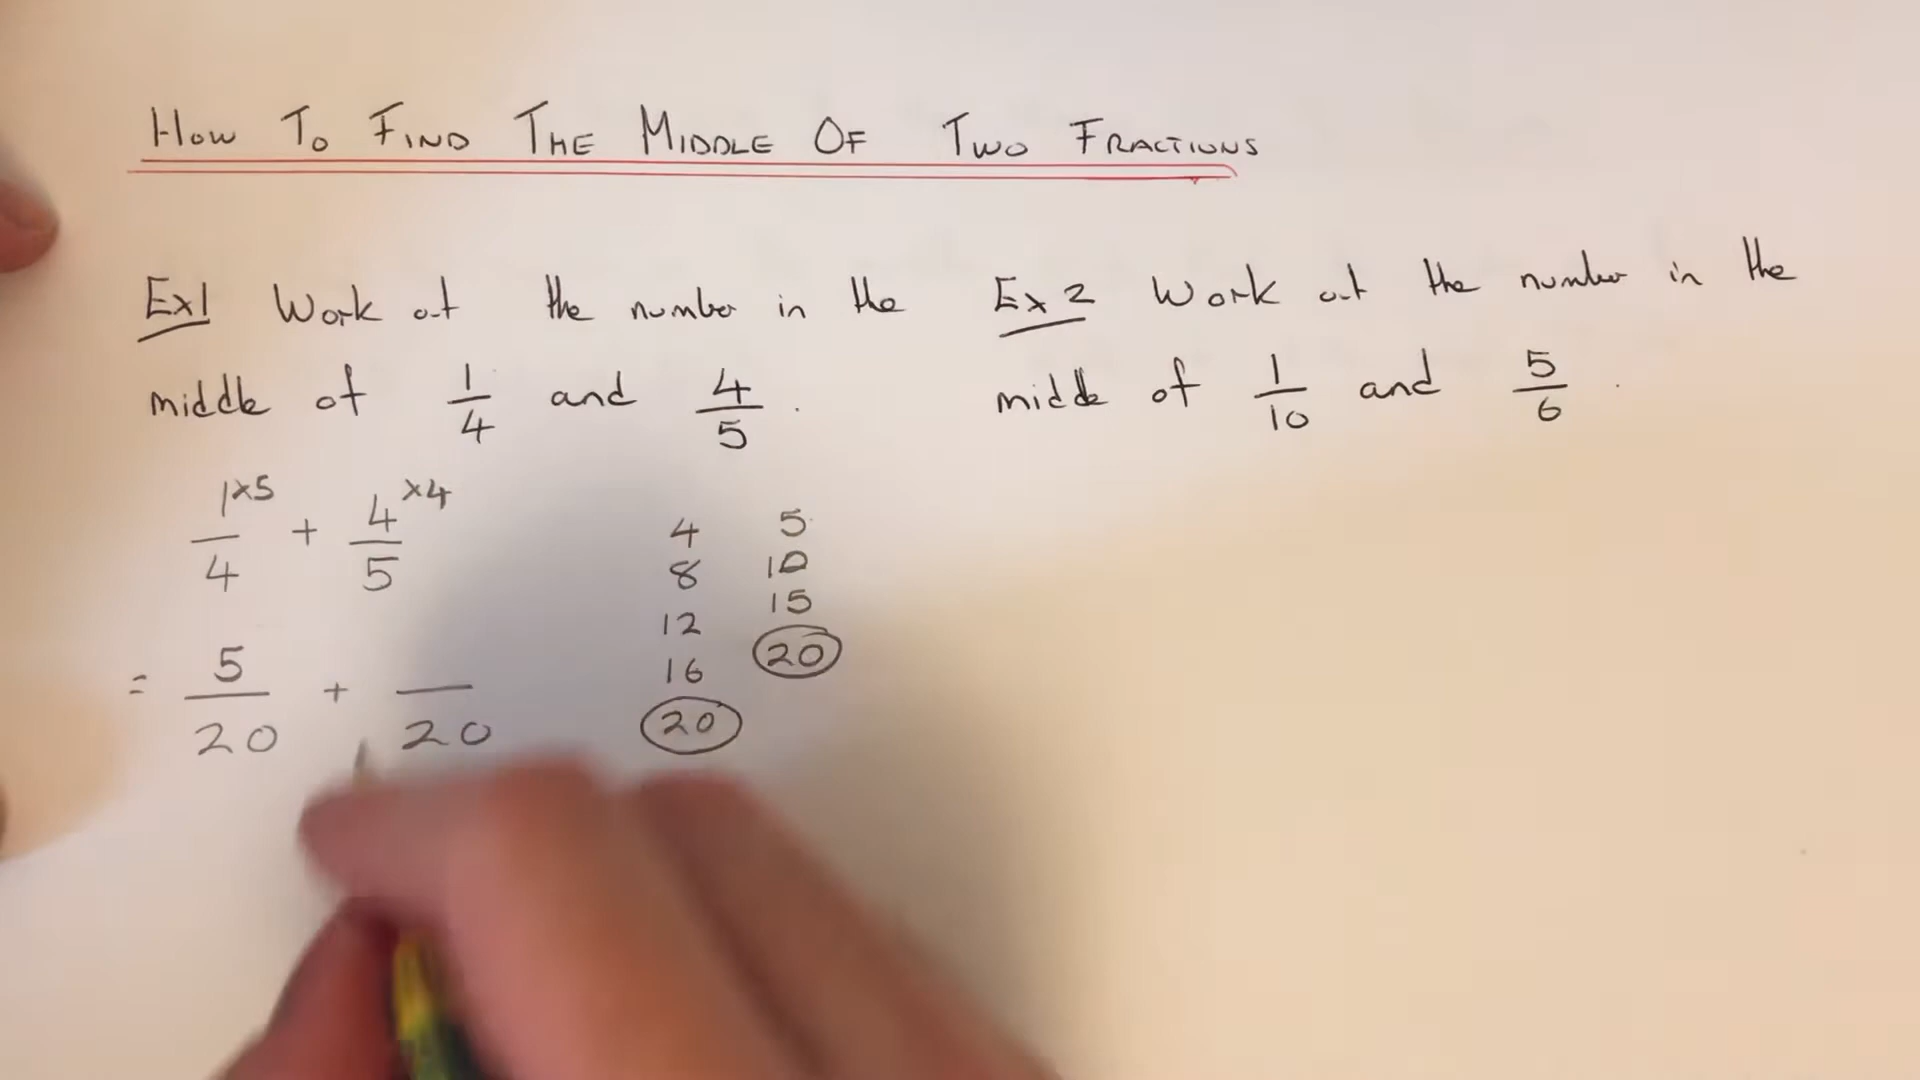 How To Find The Middle Of Two Fractions
Ex1 Work out the number in the
middle of 1/4 and 4/5.
1×5/4 + 4×4/5
= 5/20 + /20
4 5
8 10
12 15
16 20
20
Ex2 Work out the number in the
middle of 1/10 and 5/6.